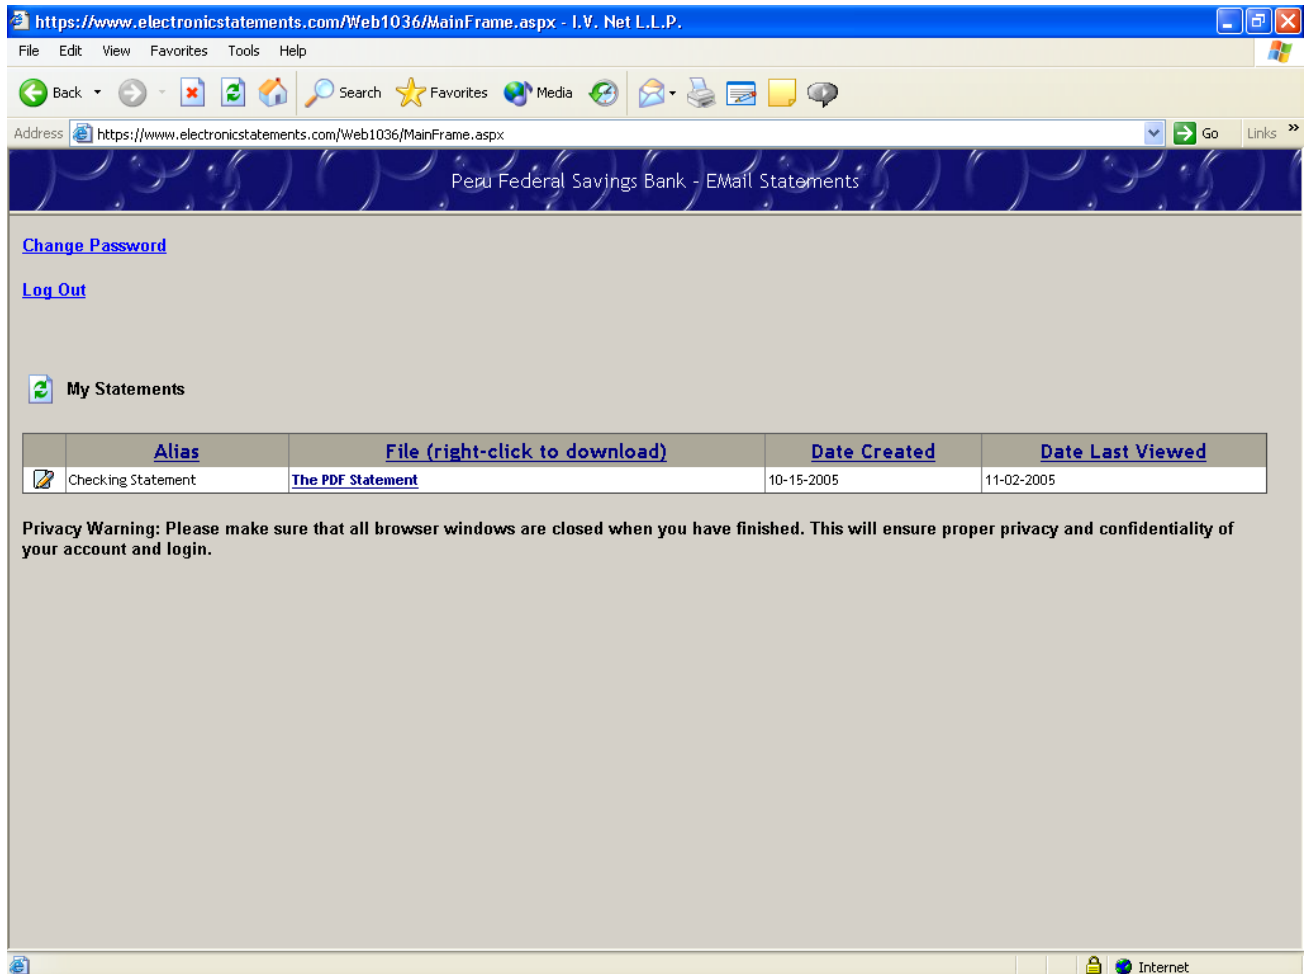 https://www.electronicstatements.com/Web1036/MainFrame.aspx - I.V. Net L.L.P.
File Edit View Favorites Tools Help
Back Search Favorites Media
Address https://www.electronicstatements.com/Web1036/MainFrame.aspx Go Links »
Peru Federal Savings Bank - EMail Statements
Change Password
Log Out
My Statements
Alias File (right-click to download) Date Created Date Last Viewed
Checking Statement The PDF Statement 10-15-2005 11-02-2005
Privacy Warning: Please make sure that all browser windows are closed when you have finished. This will ensure proper privacy and confidentiality of
your account and login.
Internet